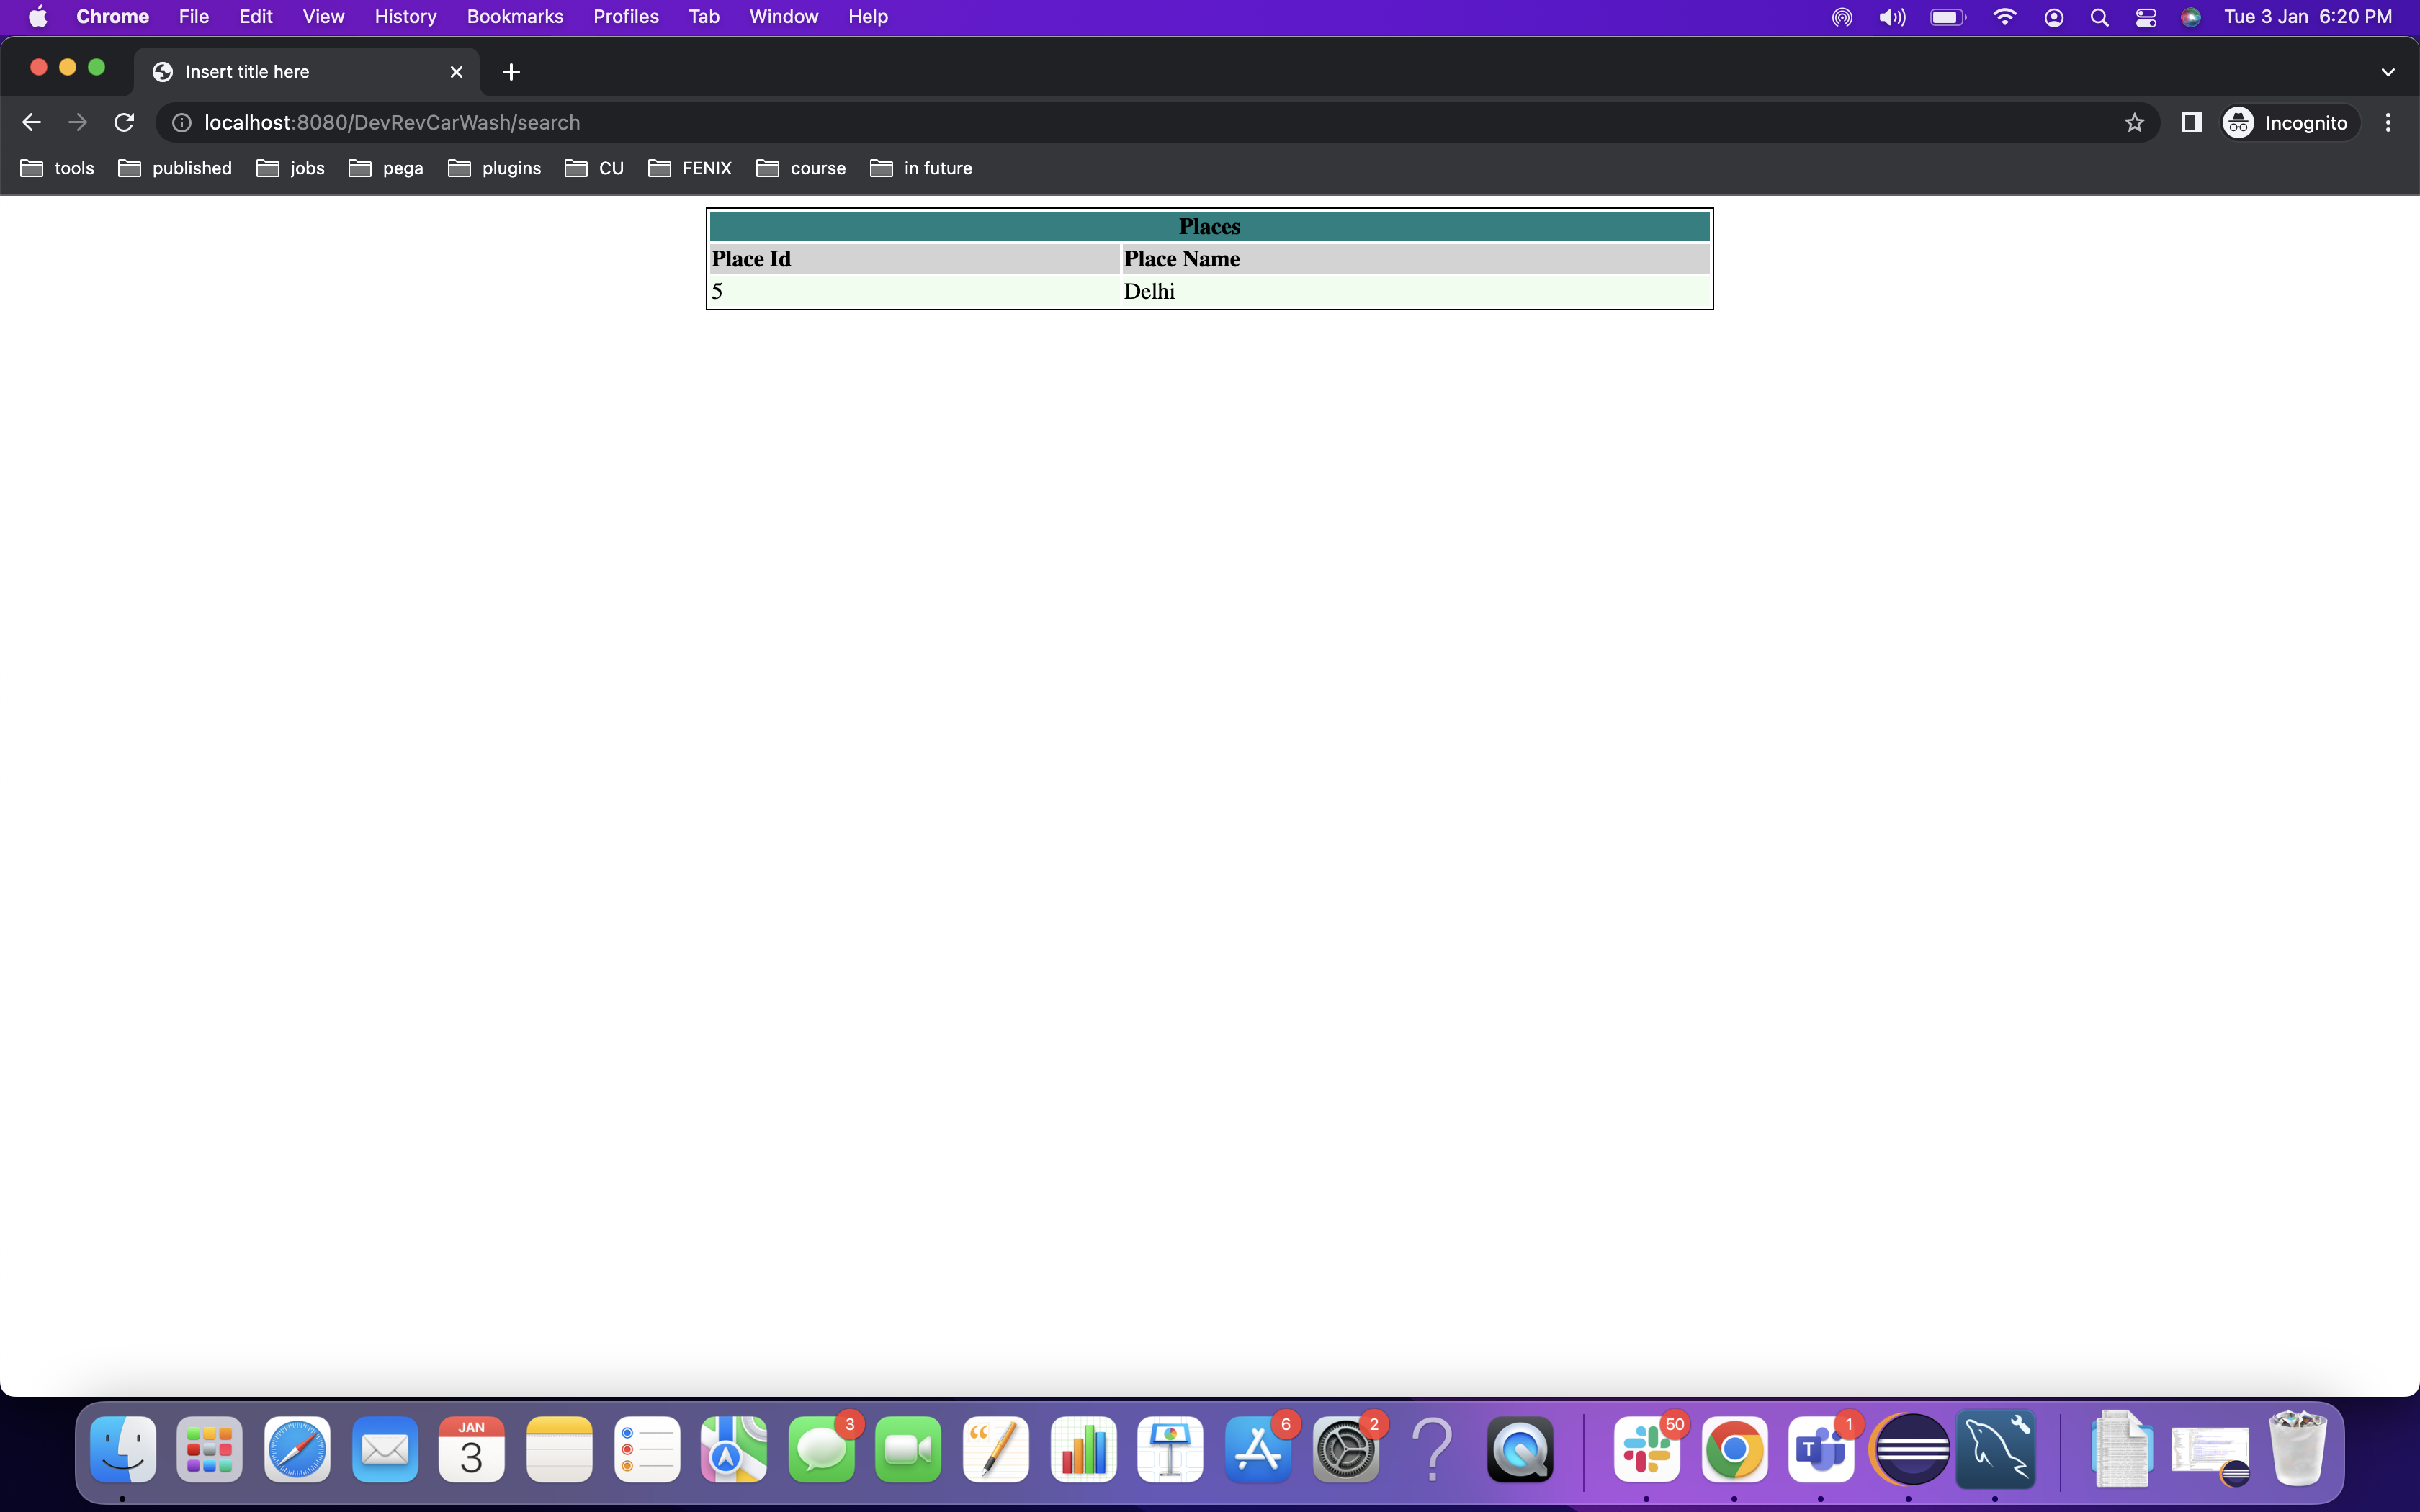 Chrome File Edit View History Bookmarks Profiles Tab Window Help Tue 3 Jan 6:20 PM
Insert title here
localhost:8080/DevRevCarWash/search Incognito
tools published jobs pega plugins CU FENIX course in future
Places
Place Id Place Name
5 Delhi
JAN 3 3 6 2 50 T 1